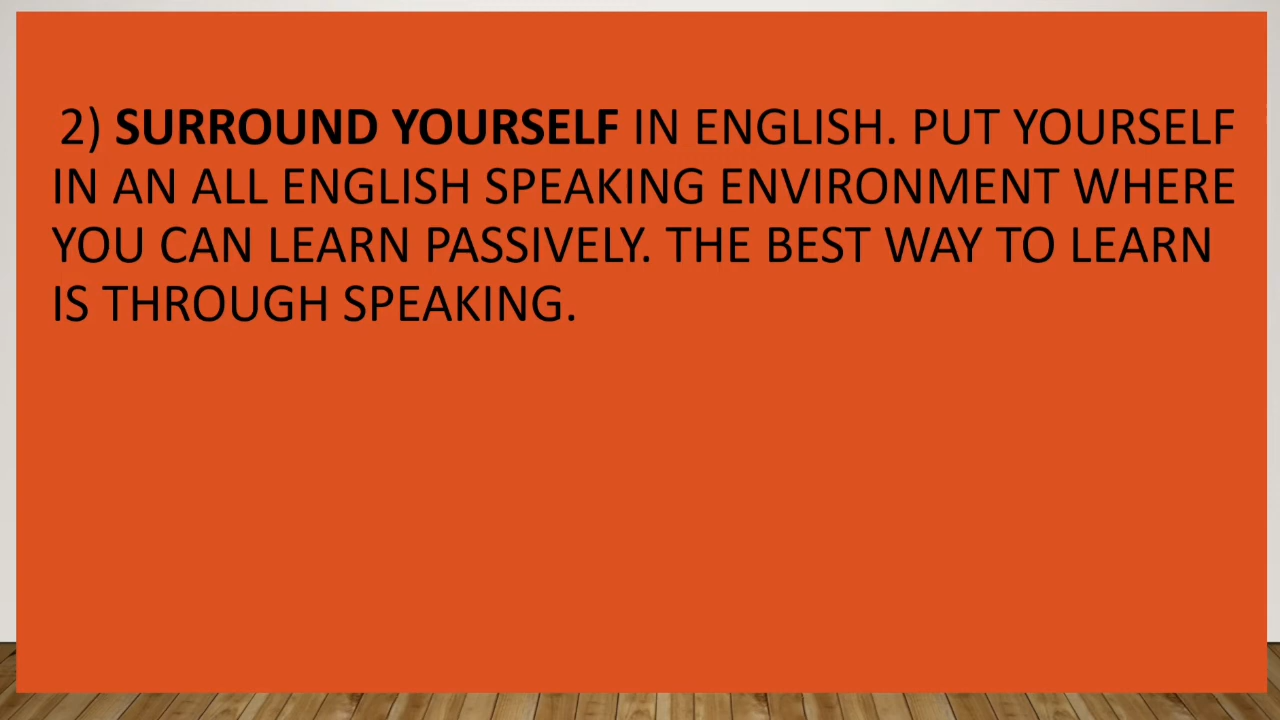 2) SURROUND YOURSELF IN ENGLISH. PUT YOURSELF
IN AN ALL ENGLISH SPEAKING ENVIRONMENT WHERE
YOU CAN LEARN PASSIVELY. THE BEST WAY TO LEARN
IS THROUGH SPEAKING.